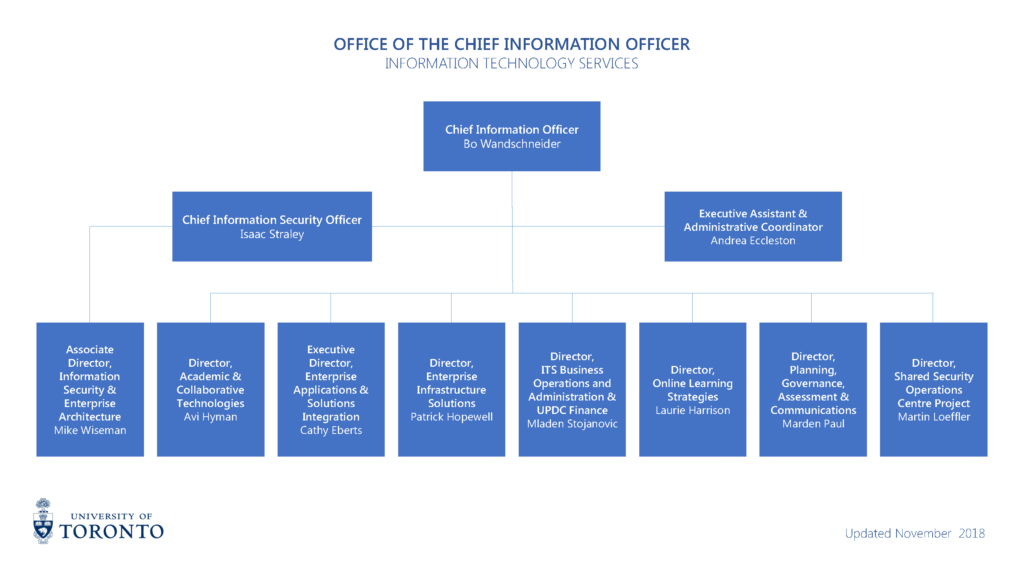 OFFICE OF THE CHIEF INFORMATION OFFICER
INFORMATION TECHNOLOGY SERVICES
Chief Information Officer
Bo Wandschneider
Chief Information Security Officer
Isaac Straley
Executive Assistant &
Administrative Coordinator
Andrea Eccleston
Associate
Director,
Information
Security &
Enterprise
Architecture
Mike Wiseman
Director,
Academic &
Collaborative
Technologies
Avi Hyman
Executive
Director,
Enterprise
Applications &
Solutions
Integration
Cathy Eberts
Director,
Enterprise
Infrastructure
Solutions
Patrick Hopewell
Director,
ITS Business
Operations and
Administration &
UPDC Finance
Mladen Stojanovic
Director,
Online Learning
Strategies
Laurie Harrison
Director,
Planning,
Governance,
Assessment &
Communications
Marden Paul
Director,
Shared Security
Operations
Centre Project
Martin Loeffler
UNIVERSITY OF
TORONTO
Updated November 2018